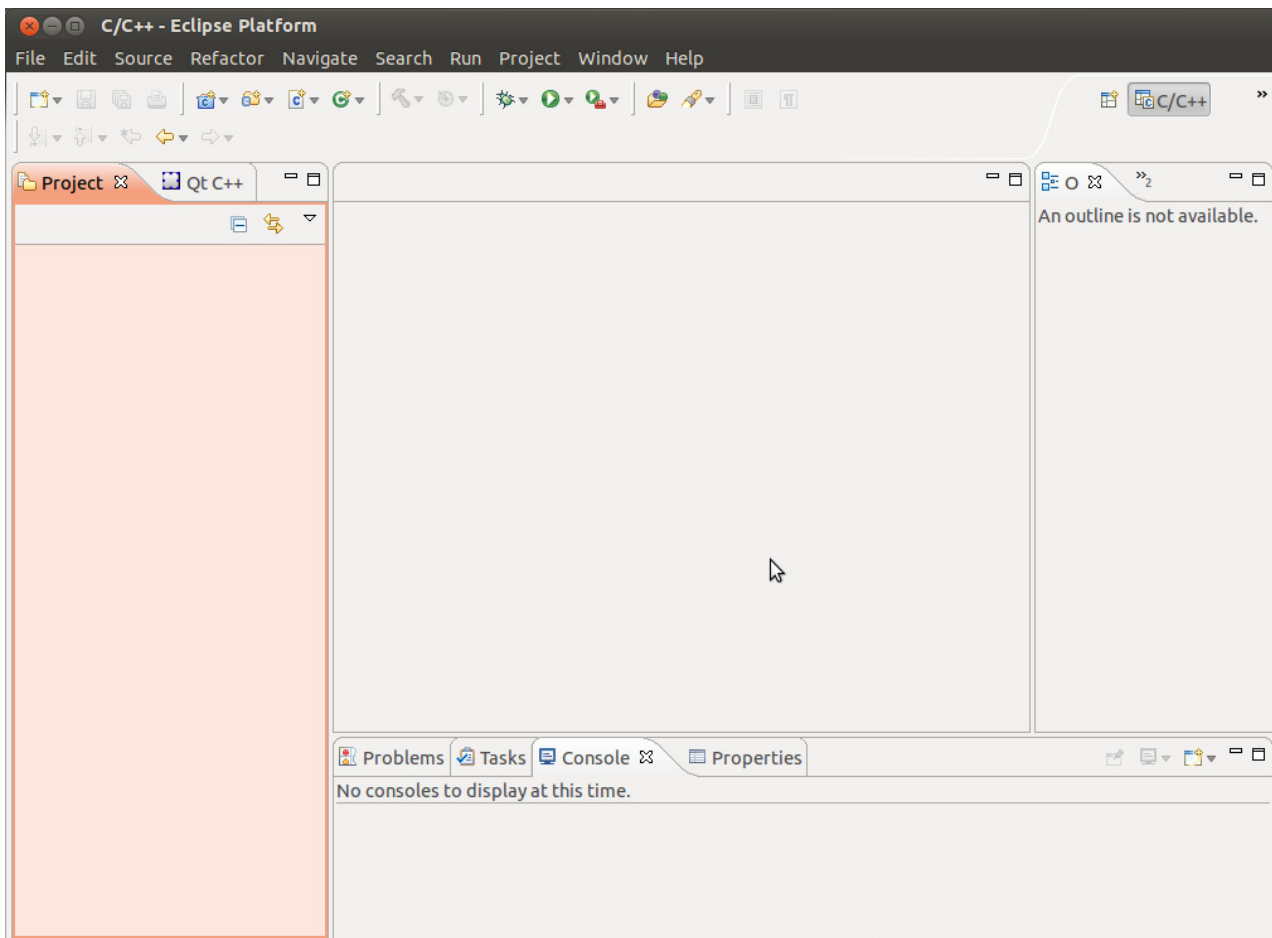 C/C++ - Eclipse Platform
File Edit Source Refactor Navigate Search Run Project Window Help
C/C++ »
Project Qt C++
O »2
An outline is not available.
Problems Tasks Console Properties
No consoles to display at this time.